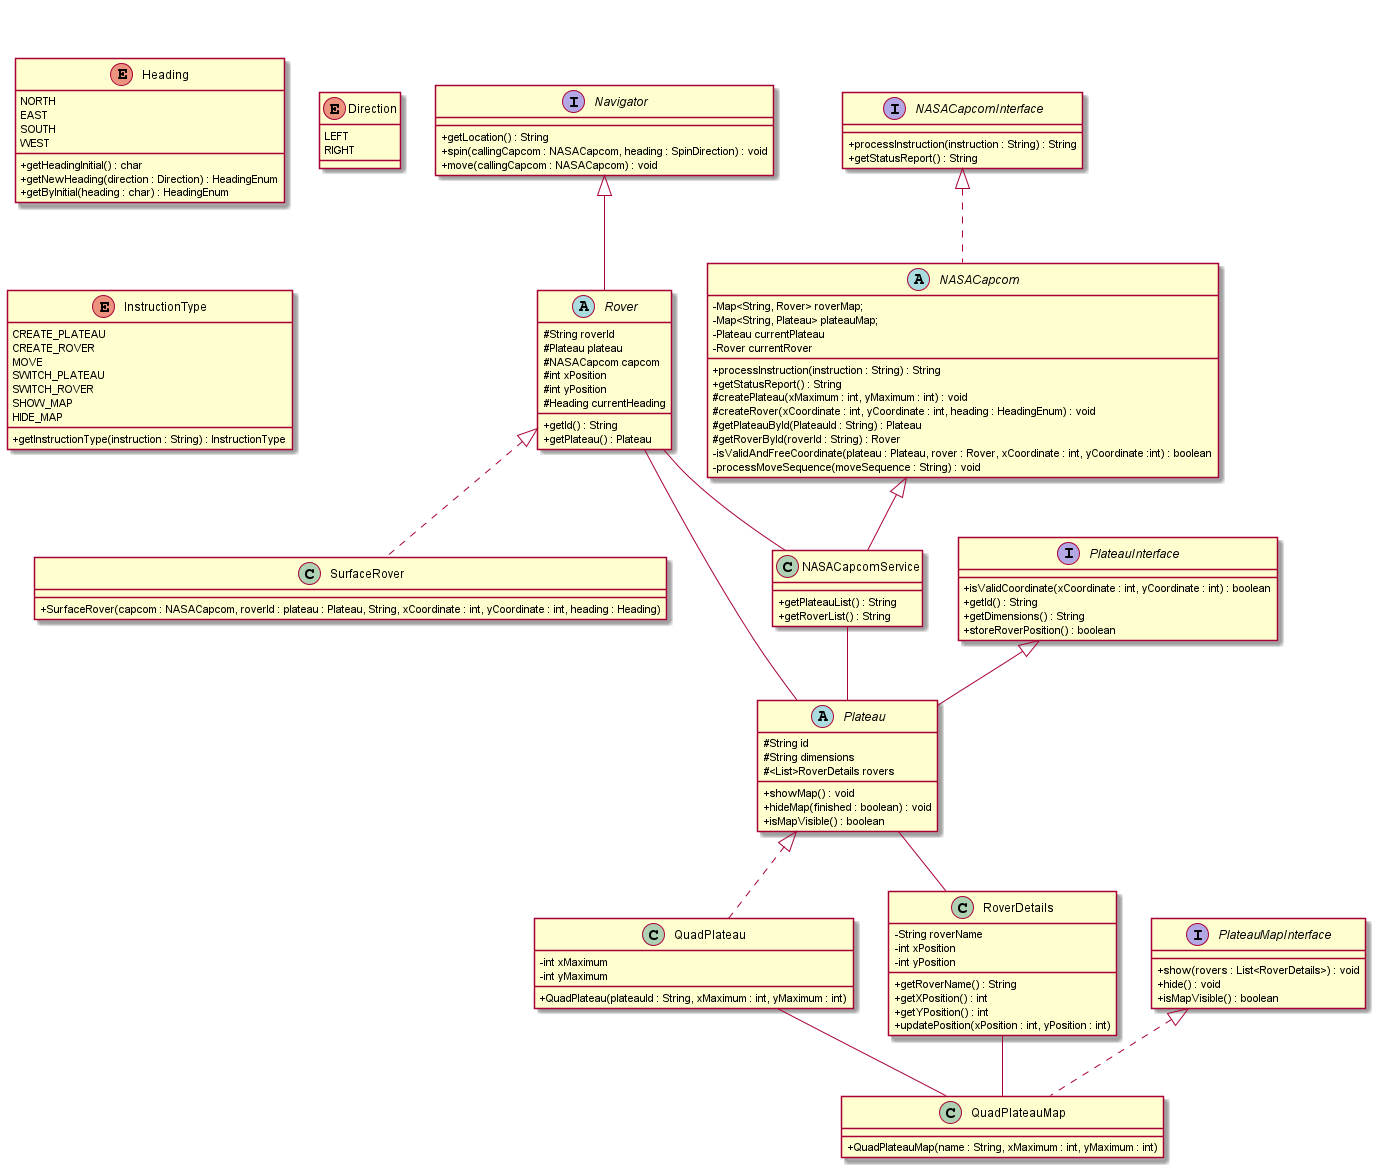 E Heading
NORTH
EAST
SOUTH
WEST
+getHeadingInitial() : char
+getNewHeading(direction : Direction) : HeadingEnum
+getByInitial(heading : char) : HeadingEnum
E Direction
LEFT
RIGHT
I Navigator
+getLocation() : String
+spin(callingCapcom : NASACapcom, heading : SpinDirection) : void
+move(callingCapcom : NASACapcom) : void
I NASACapcomInterface
+processInstruction(instruction : String) : String
+getStatusReport() : String
E InstructionType
CREATE_PLATEAU
CREATE_ROVER
MOVE
SWITCH_PLATEAU
SWITCH_ROVER
SHOW_MAP
HIDE_MAP
+getInstructionType(instruction : String) : InstructionType
A Rover
#String roverId
#Plateau plateau
#NASACapcom capcom
#int xPosition
#int yPosition
#Heading currentHeading
+getId() : String
+getPlateau() : Plateau
A NASACapcom
-Map<String, Rover> roverMap;
-Map<String, Plateau> plateauMap;
-Plateau currentPlateau
-Rover currentRover
+processInstruction(instruction : String) : String
+getStatusReport() : String
#createPlateau(xMaximum : int, yMaximum : int) : void
#createRover(xCoordinate : int, yCoordinate : int, heading : HeadingEnum) : void
#getPlateauById(PlateauId : String) : Plateau
#getRoverById(roverId : String) : Rover
-isValidAndFreeCoordinate(plateau : Plateau, rover : Rover, xCoordinate : int, yCoordinate :int) : boolean
-processMoveSequence(moveSequence : String) : void
C SurfaceRover
+SurfaceRover(capcom : NASACapcom, roverId : plateau : Plateau, String, xCoordinate : int, yCoordinate : int, heading : Heading)
C NASACapcomService
+getPlateauList() : String
+getRoverList() : String
I PlateauInterface
+isValidCoordinate(xCoordinate : int, yCoordinate : int) : boolean
+getId() : String
+getDimensions() : String
+storeRoverPosition() : boolean
A Plateau
#String id
#String dimensions
#<List>RoverDetails rovers
+showMap() : void
+hideMap(finished : boolean) : void
+isMapVisible() : boolean
C QuadPlateau
-int xMaximum
-int yMaximum
+QuadPlateau(plateauId : String, xMaximum : int, yMaximum : int)
C RoverDetails
-String roverName
-int xPosition
-int yPosition
+getRoverName() : String
+getXPosition() : int
+getYPosition() : int
+updatePosition(xPosition : int, yPosition : int)
I PlateauMapInterface
+show(rovers : List<RoverDetails>) : void
+hide() : void
+isMapVisible() : boolean
C QuadPlateauMap
+QuadPlateauMap(name : String, xMaximum : int, yMaximum : int)